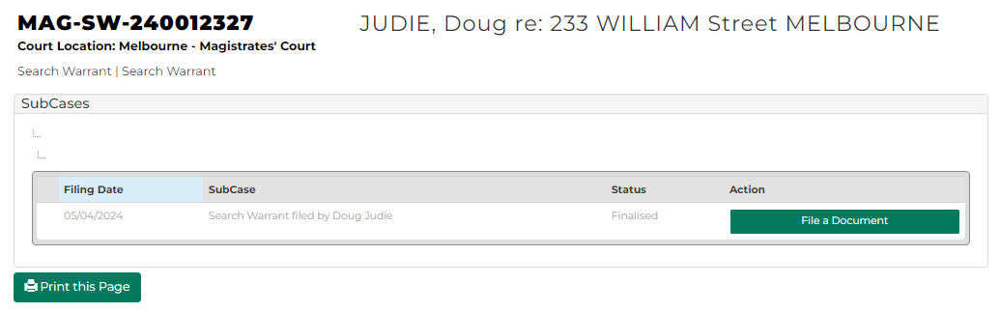 MAG-SW-240012327
JUDIE, Doug re: 233 WILLIAM Street MELBOURNE
Court Location: Melbourne - Magistrates' Court
Search Warrant | Search Warrant
SubCases
Filing Date SubCase Status Action
05/04/2024 Search Warrant filed by Doug Judie Finalised File a Document
Print this Page